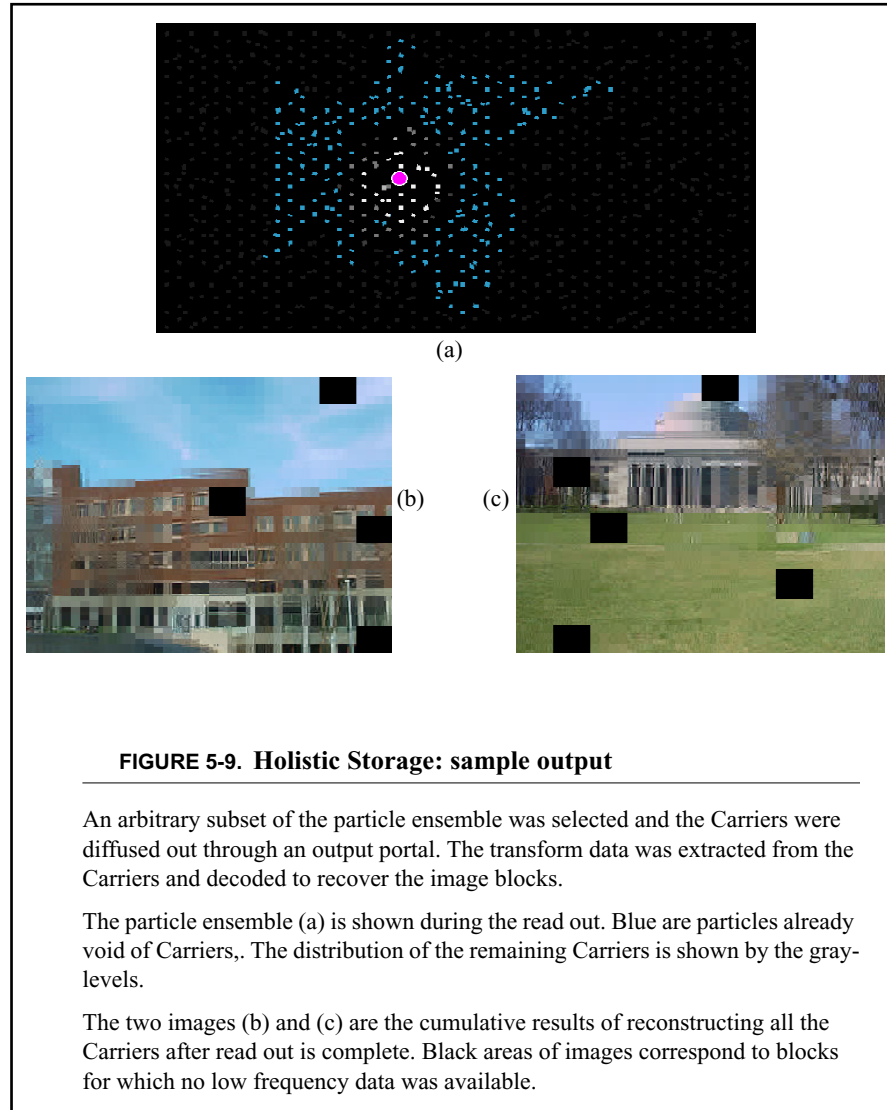 (a)
(b)
(c)
FIGURE 5-9. Holistic Storage: sample output
An arbitrary subset of the particle ensemble was selected and the Carriers were
diffused out through an output portal. The transform data was extracted from the
Carriers and decoded to recover the image blocks.
The particle ensemble (a) is shown during the read out. Blue are particles already
void of Carriers,. The distribution of the remaining Carriers is shown by the gray-
levels.
The two images (b) and (c) are the cumulative results of reconstructing all the
Carriers after read out is complete. Black areas of images correspond to blocks
for which no low frequency data was available.